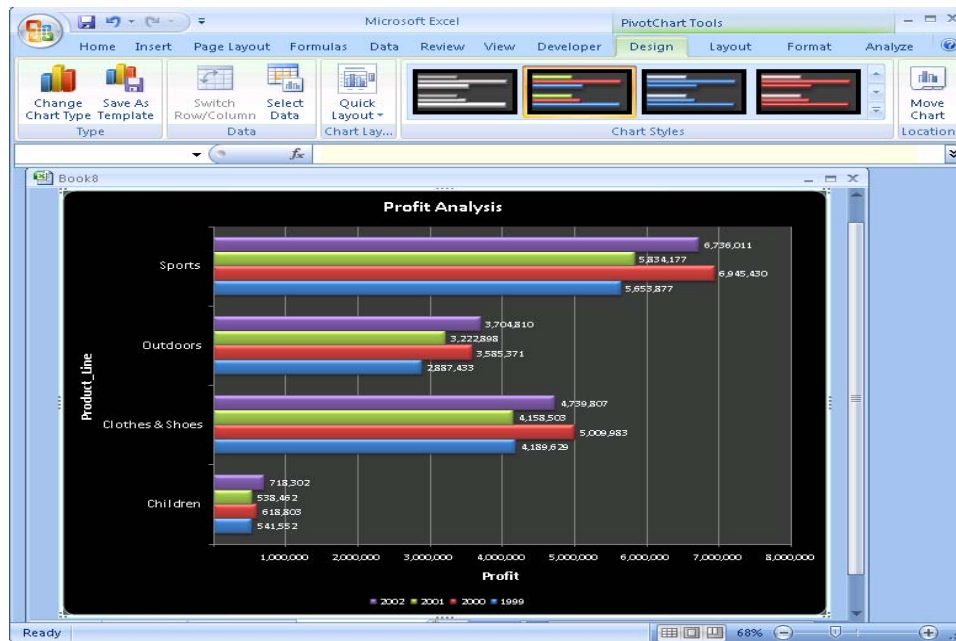 Microsoft Excel
PivotChart Tools
Home Insert Page Layout Formulas Data Review View Developer Design Layout Format Analyze
Change Chart Type
Save As Template
Type
Switch Row/Column
Select Data
Data
Quick Layout
Chart Lay...
Chart Styles
Move Chart
Location
fx
Book8
Profit Analysis
Product_Line
Sports
6,736,011
5,834,177
6,945,430
5,653,877
Outdoors
3,704,810
3,222,898
3,585,371
2,887,433
Clothes & Shoes
4,739,807
4,158,503
5,009,983
4,189,629
Children
718,302
538,462
618,803
541,552
1,000,000 2,000,000 3,000,000 4,000,000 5,000,000 6,000,000 7,000,000 8,000,000
Profit
2002 2001 2000 1999
Ready
68%